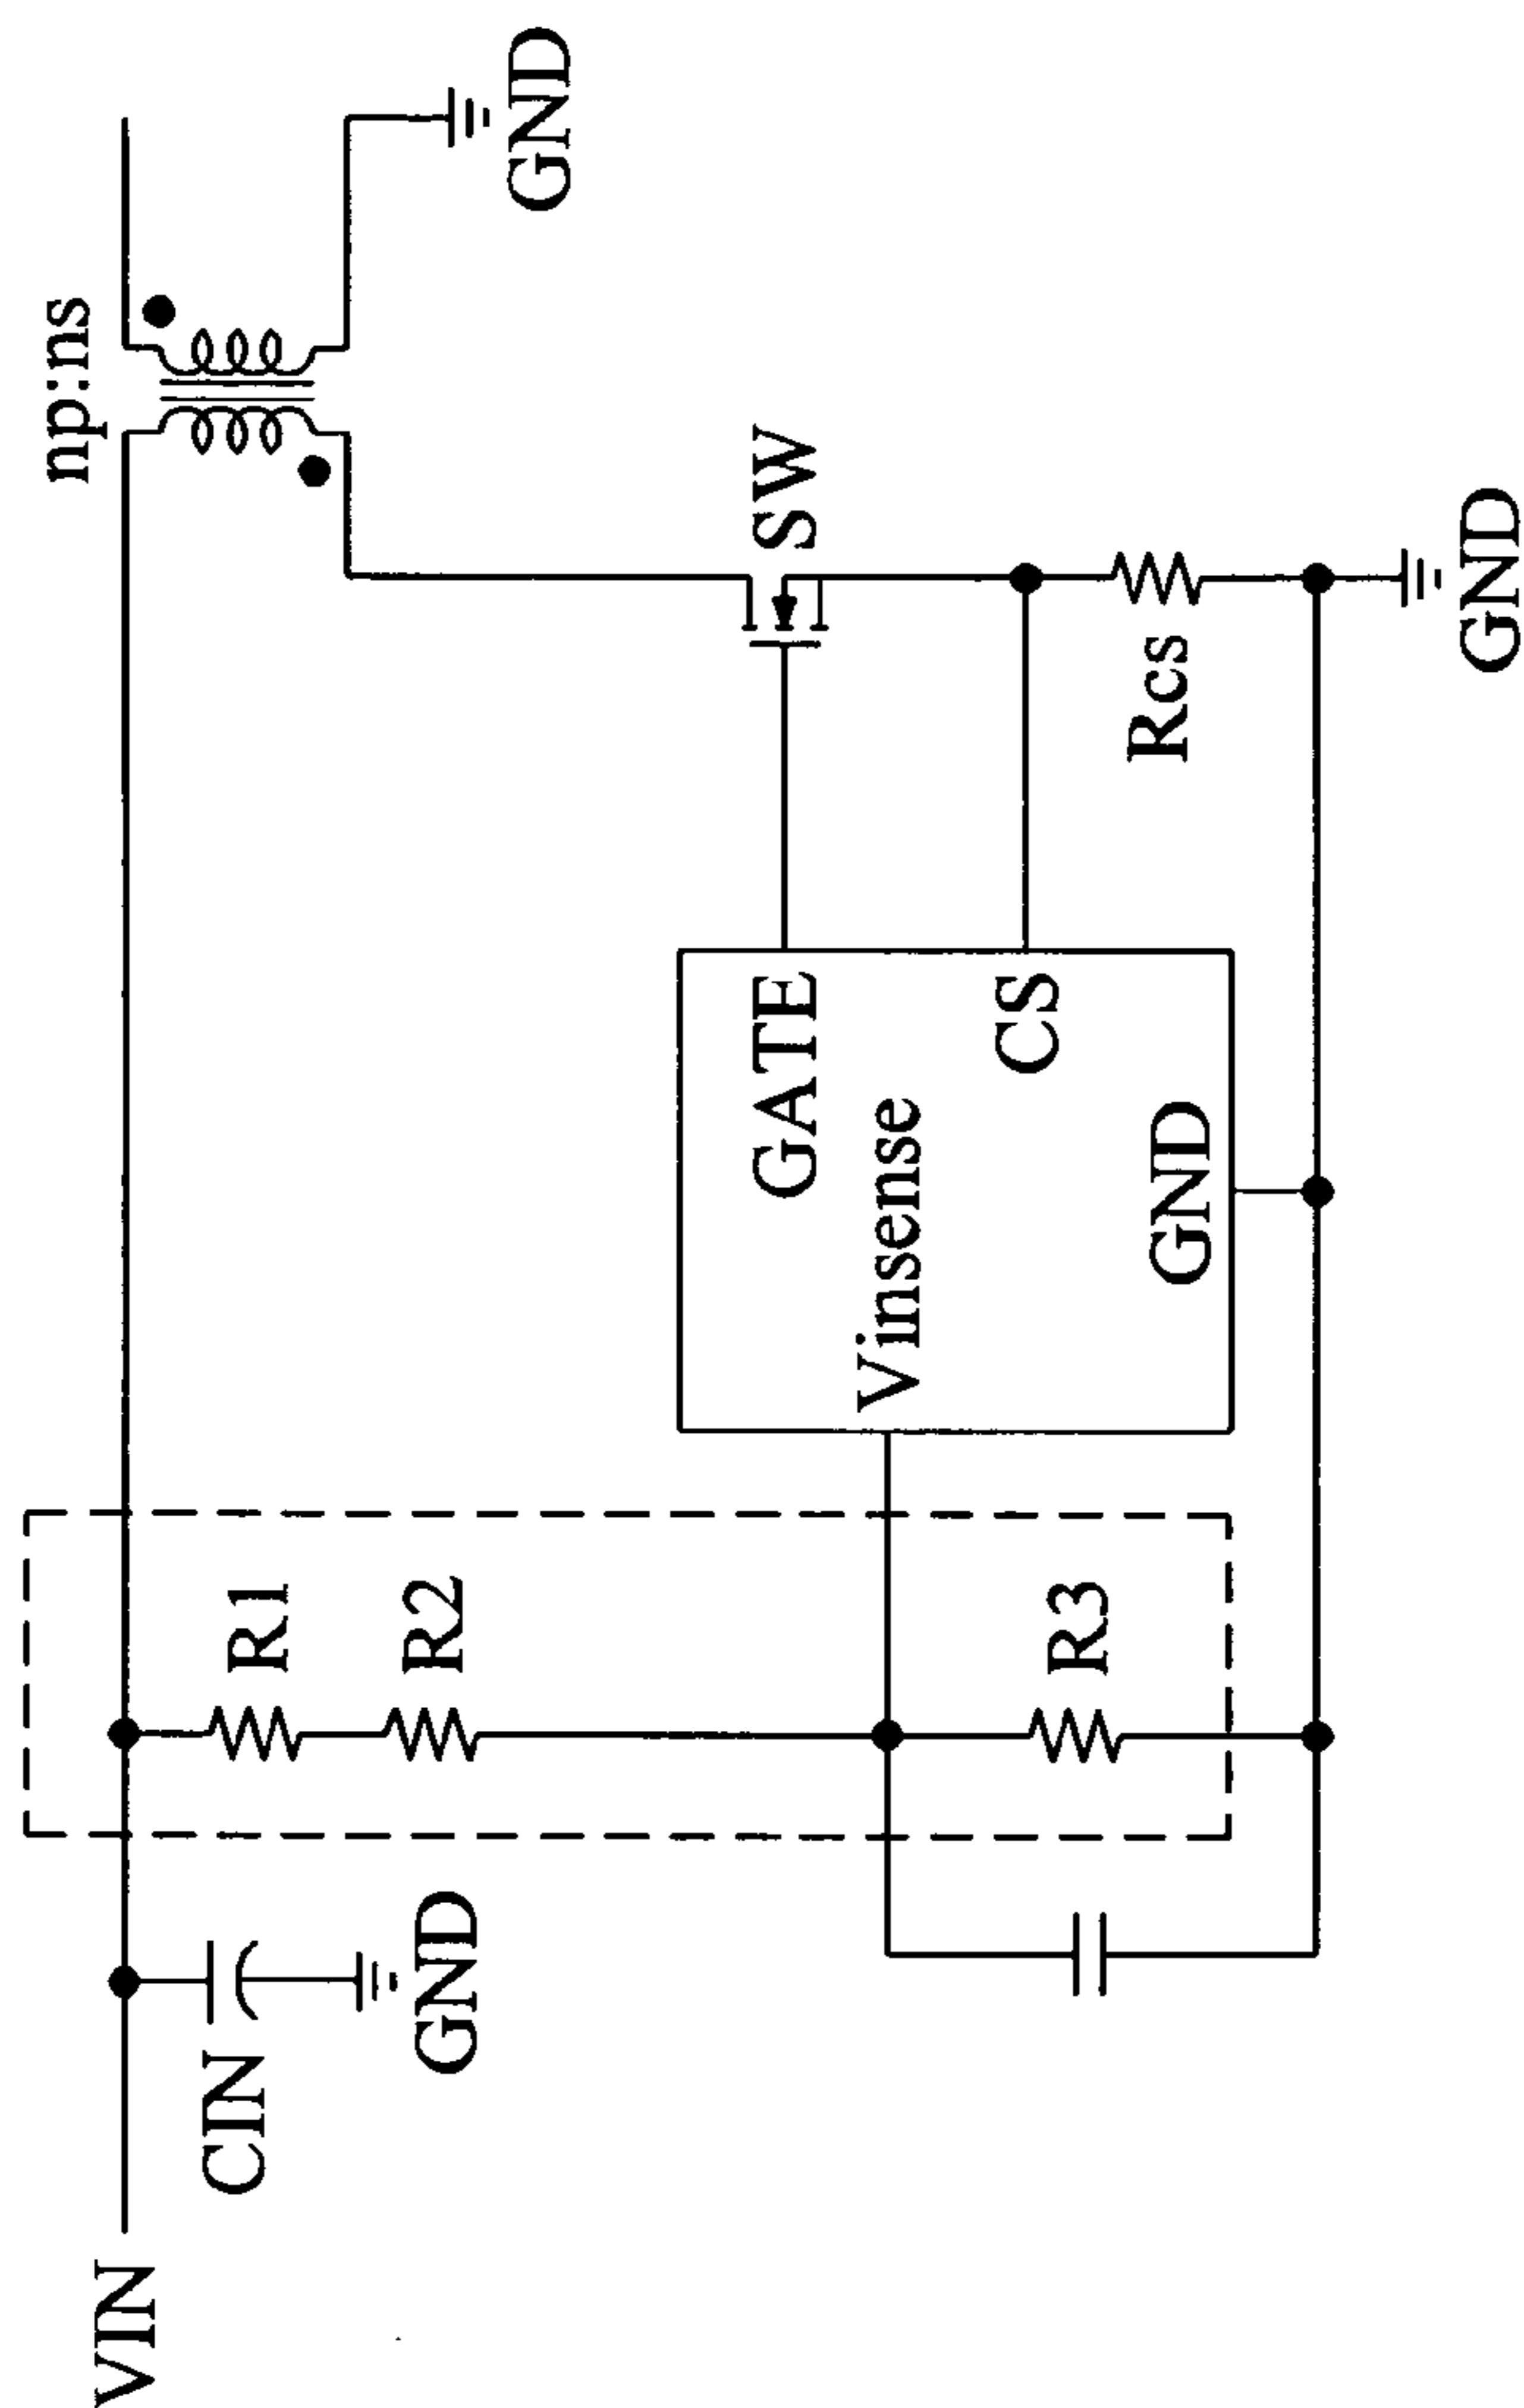 np:ns
VIN
CIN
GND
R1
R2
R3
GATE
Vinsense
CS
GND
SW
Rcs
GND
GND